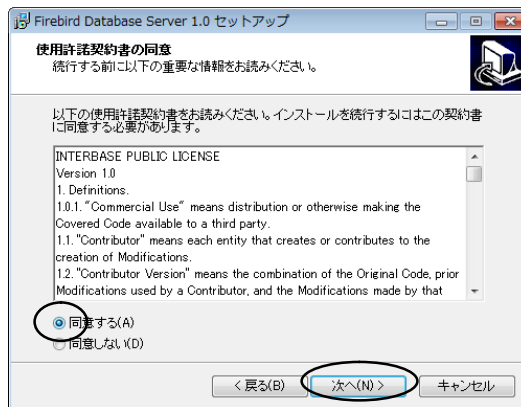 Firebird Database Server 1.0 セットアップ
使用許諾契約書の同意
続行する前に以下の重要な情報をお読みください。
以下の使用許諾契約書をお読みください。インストールを続行するにはこの契約書
に同意する必要があります。
INTERBASE PUBLIC LICENSE
Version 1.0
1. Definitions.
1.0.1. "Commercial Use" means distribution or otherwise making the
Covered Code available to a third party.
1.1. "Contributor" means each entity that creates or contributes to the
creation of Modifications.
1.2. "Contributor Version" means the combination of the Original Code, prior
Modifications used by a Contributor, and the Modifications made by that
同意する(A)
同意しない(D)
< 戻る(B)
次へ(N) >
キャンセル